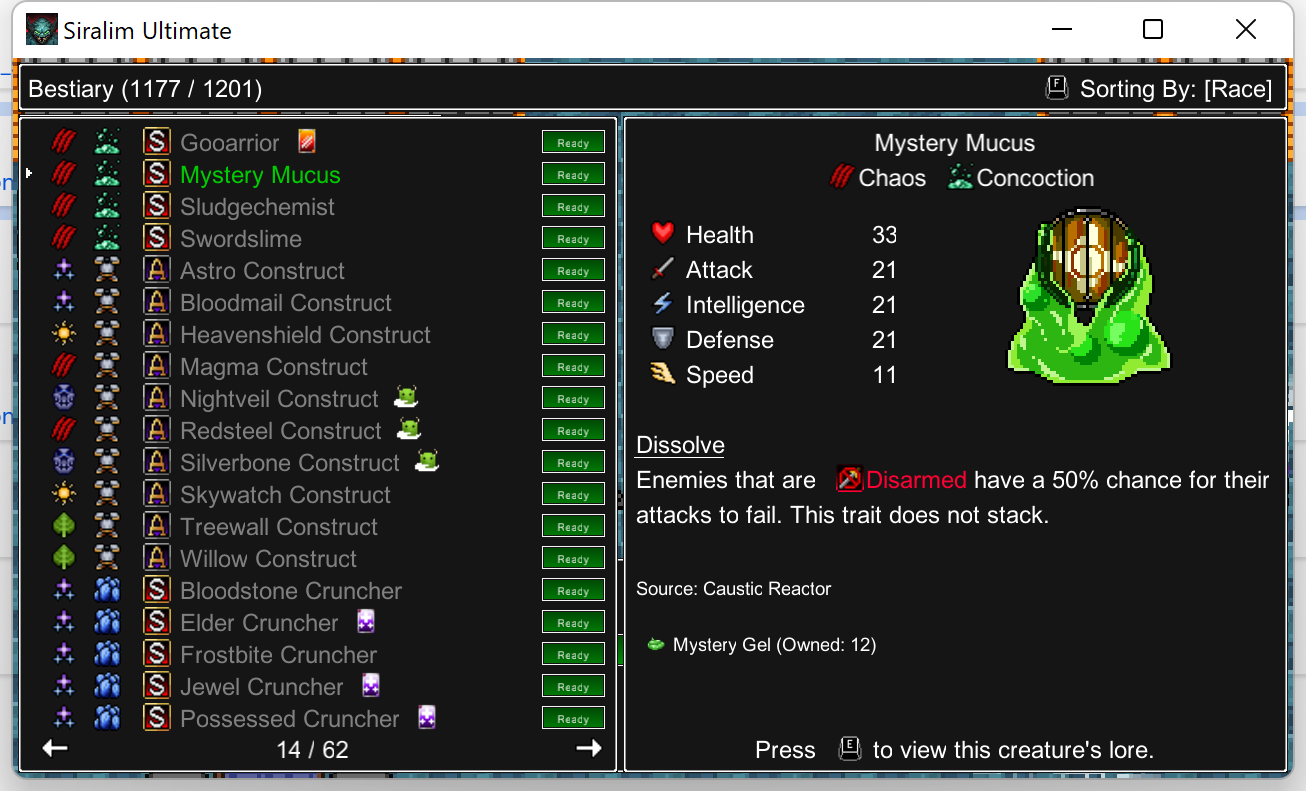 Siralim Ultimate
Bestiary (1177 / 1201)
F Sorting By: [Race]
S Gooarrior Ready
S Mystery Mucus Ready
S Sludgechemist Ready
S Swordslime Ready
A Astro Construct Ready
A Bloodmail Construct Ready
A Heavenshield Construct Ready
A Magma Construct Ready
A Nightveil Construct Ready
A Redsteel Construct Ready
A Silverbone Construct Ready
A Skywatch Construct Ready
A Treewall Construct Ready
A Willow Construct Ready
S Bloodstone Cruncher Ready
S Elder Cruncher Ready
S Frostbite Cruncher Ready
S Jewel Cruncher Ready
S Possessed Cruncher Ready
14 / 62
Mystery Mucus
Chaos Concoction
Health 33
Attack 21
Intelligence 21
Defense 21
Speed 11
Dissolve
Enemies that are Disarmed have a 50% chance for their
attacks to fail. This trait does not stack.
Source: Caustic Reactor
Mystery Gel (Owned: 12)
Press E to view this creature's lore.